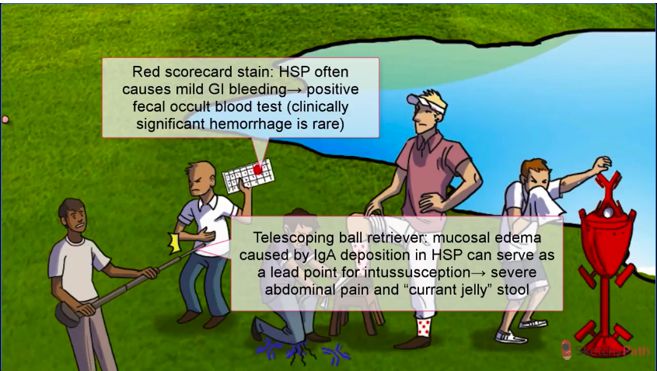 Red scorecard stain: HSP often
causes mild GI bleeding→ positive
fecal occult blood test (clinically
significant hemorrhage is rare)
Telescoping ball retriever: mucosal edema
caused by IgA deposition in HSP can serve as
a lead point for intussusception→ severe
abdominal pain and “currant jelly” stool